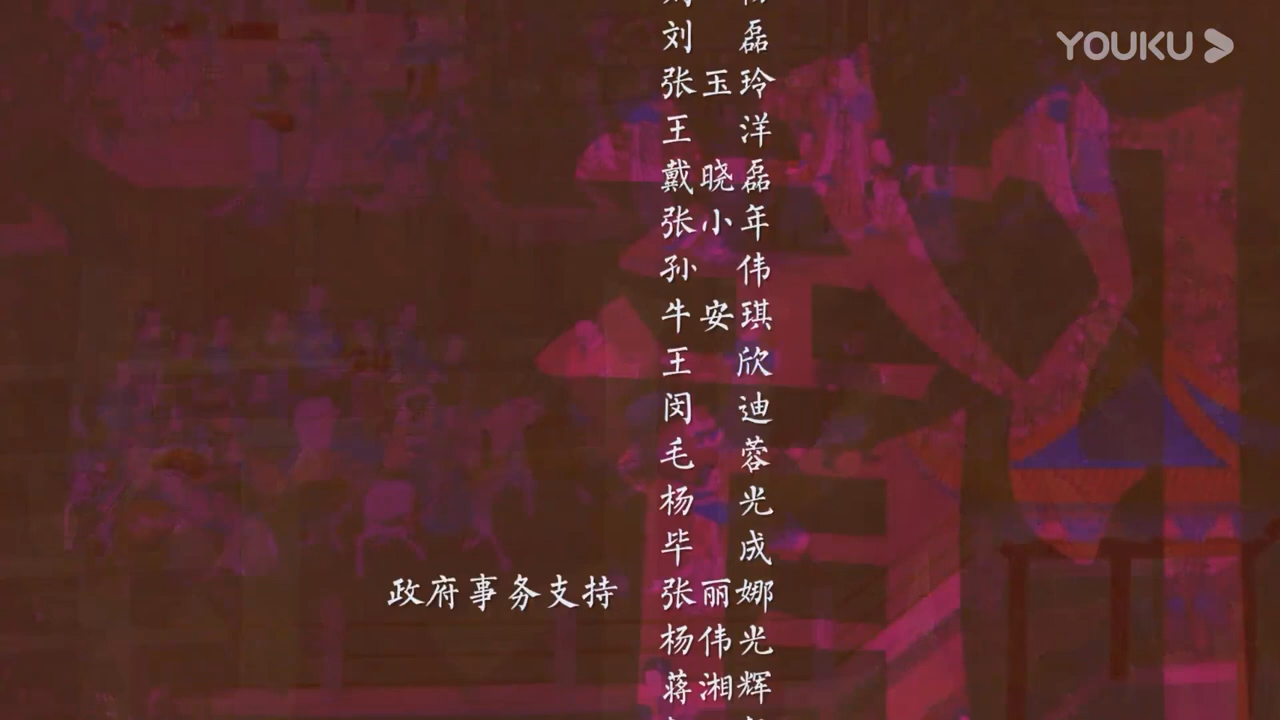 YOUKU
刘 磊
张玉玲
王 洋
戴晓磊
张小年
孙 伟
牛安琪
王 欣
闵 迪
毛 蓉
杨 光
毕 成
政府事务支持 张丽娜
杨伟光
蒋湘辉